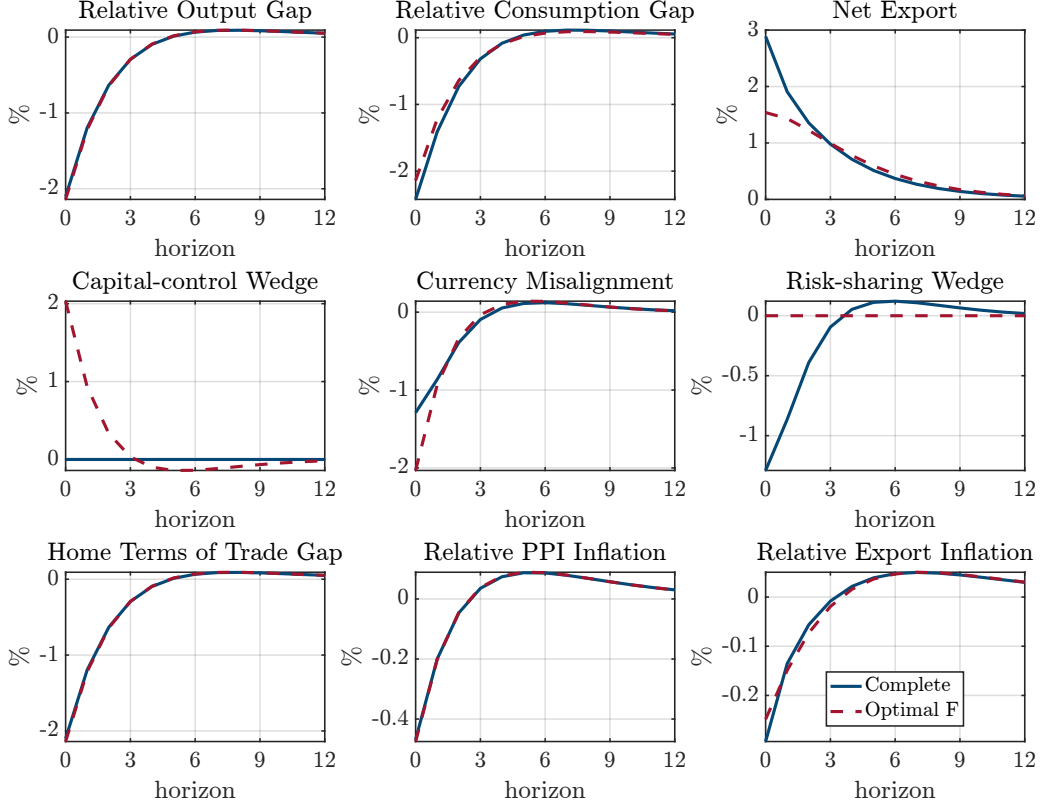 Relative Output Gap
0
-1
-2
%
0 3 6 9 12
horizon
Relative Consumption Gap
0
-1
-2
%
0 3 6 9 12
horizon
Net Export
3
2
1
0
%
0 3 6 9 12
horizon
Capital-control Wedge
2
1
0
%
0 3 6 9 12
horizon
Currency Misalignment
0
-1
-2
%
0 3 6 9 12
horizon
Risk-sharing Wedge
0
-0.5
-1
%
0 3 6 9 12
horizon
Home Terms of Trade Gap
0
-1
-2
%
0 3 6 9 12
horizon
Relative PPI Inflation
0
-0.2
-0.4
%
0 3 6 9 12
horizon
Relative Export Inflation
0
-0.1
-0.2
%
Complete
Optimal F
0 3 6 9 12
horizon